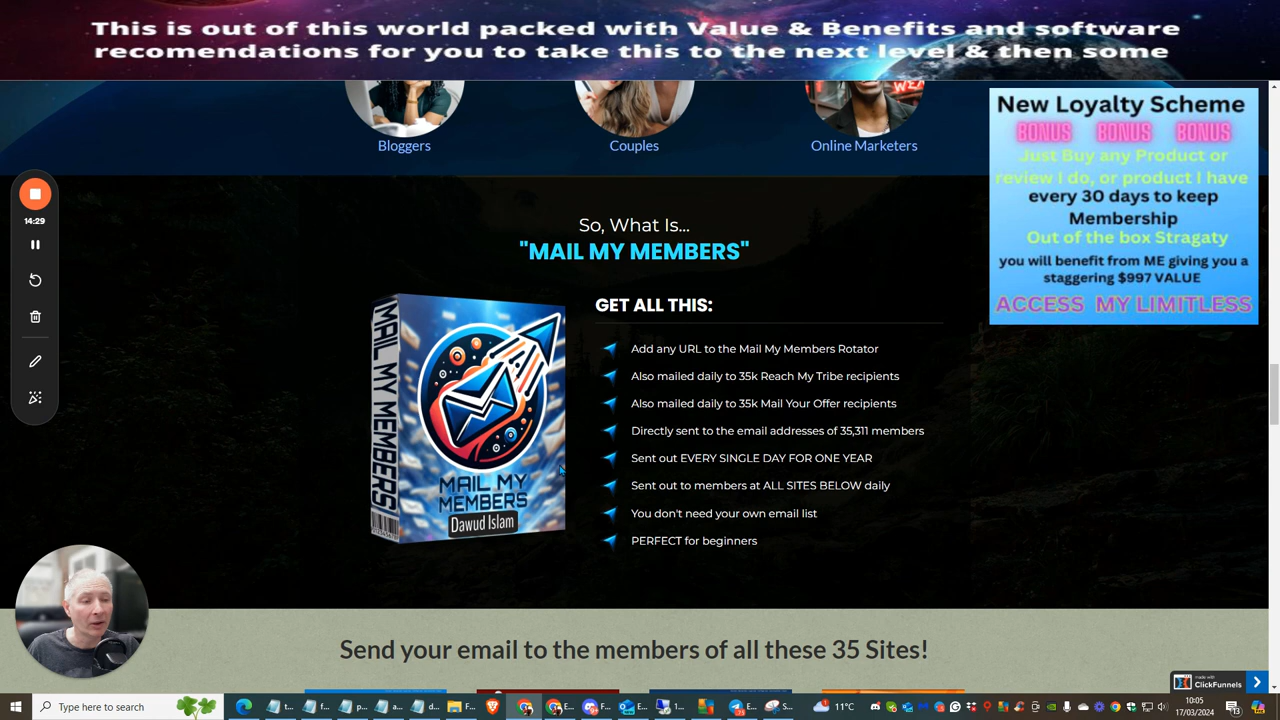 This is out of this world packed with Value & Benefits and software
recomendations for you to take this to the next level & then some
Bloggers
Couples
Online Marketers
New Loyalty Scheme
BONUS BONUS BONUS
Just Buy any Product or
review I do, or product I have
every 30 days to keep
Membership
Out of the box Stragaty
you will benefit from ME giving you a
staggering $997 VALUE
ACCESS MY LIMITLESS
14:29
So, What Is...
"MAIL MY MEMBERS"
MAIL MY MEMBERS
MAIL MY
MEMBERS
Dawud Islam
GET ALL THIS:
Add any URL to the Mail My Members Rotator
Also mailed daily to 35k Reach My Tribe recipients
Also mailed daily to 35k Mail Your Offer recipients
Directly sent to the email addresses of 35,311 members
Sent out EVERY SINGLE DAY FOR ONE YEAR
Sent out to members at ALL SITES BELOW daily
You don't need your own email list
PERFECT for beginners
Send your email to the members of all these 35 Sites!
made with
ClickFunnels
Type here to search
t...
n...
p...
a...
d...
F...
E...
F...
E...
1...
T...
E...
S...
11°C
10:05
17/03/2024